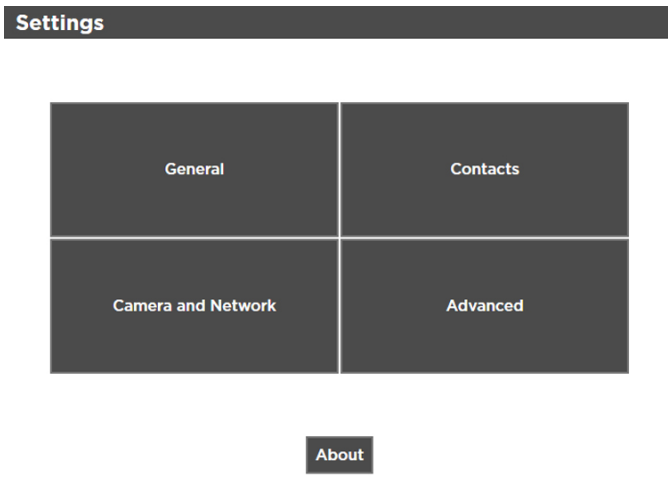 Settings
General
Contacts
Camera and Network
Advanced
About